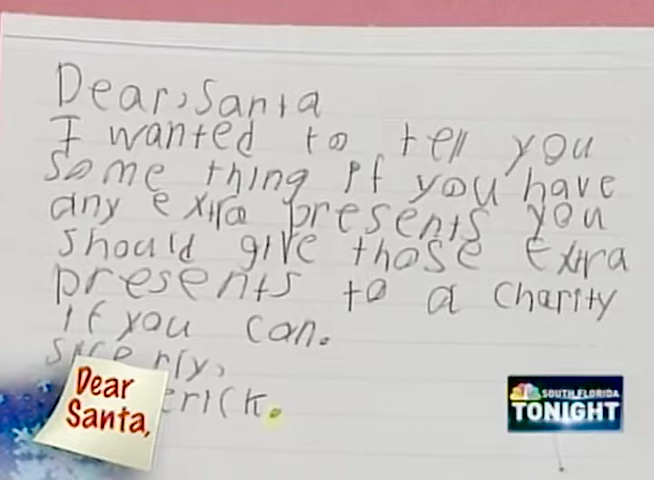 Dear, Santa
I wanted to tell you
some thing if you have
any extra presents you
should give those extra
presents to a charity
if you can.
erick.
Dear
Santa,
SOUTH FLORIDA
TONIGHT